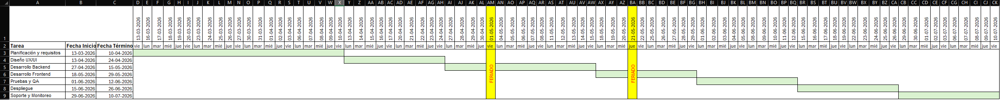 A B C D E F G H I J K L M N O P Q R S T U V W X Y Z AA AB AC AD AE AF AG AH AI AJ AK AL AM AN AO AP AQ AR AS AT AU AV AW AX AY AZ BA BB BC BD BE BF BG BH BI BJ BK BL BM BN BO BP BQ BR BS BT BU BV BW BX BY BZ CA CB CC CD CE CF CG CH CI CJ CK
1 13-03-2026 16-03-2026 17-03-2026 18-03-2026 19-03-2026 20-03-2026 23-03-2026 24-03-2026 25-03-2026 26-03-2026 27-03-2026 30-03-2026 31-03-2026 01-04-2026 02-04-2026 03-04-2026 06-04-2026 07-04-2026 08-04-2026 09-04-2026 10-04-2026 13-04-2026 14-04-2026 15-04-2026 16-04-2026 17-04-2026 20-04-2026 21-04-2026 22-04-2026 23-04-2026 24-04-2026 27-04-2026 28-04-2026 29-04-2026 30-04-2026 01-05-2026 04-05-2026 05-05-2026 06-05-2026 07-05-2026 08-05-2026 11-05-2026 12-05-2026 13-05-2026 14-05-2026 15-05-2026 18-05-2026 19-05-2026 20-05-2026 21-05-2026 22-05-2026 25-05-2026 26-05-2026 27-05-2026 28-05-2026 29-05-2026 01-06-2026 02-06-2026 03-06-2026 04-06-2026 05-06-2026 08-06-2026 09-06-2026 10-06-2026 11-06-2026 12-06-2026 15-06-2026 16-06-2026 17-06-2026 18-06-2026 19-06-2026 22-06-2026 23-06-2026 24-06-2026 25-06-2026 26-06-2026 29-06-2026 30-06-2026 01-07-2026 02-07-2026 03-07-2026 06-07-2026 07-07-2026 08-07-2026 09-07-2026 10-07-2026
2 Tarea Fecha Inicio Fecha Término vie lun mar mié jue vie lun mar mié jue vie lun mar mié jue vie lun mar mié jue vie lun mar mié jue vie lun mar mié jue vie lun mar mié jue vie lun mar mié jue vie lun mar mié jue vie lun mar mié jue vie lun mar mié jue vie lun mar mié jue vie lun mar mié jue vie lun mar mié jue vie lun mar mié jue vie lun mar mié jue vie lun mar mié jue vie
3 Planificación y requisitos 13-03-2026 10-04-2026
4 Diseño UX/UI 13-04-2026 24-04-2026
5 Desarrollo Backend 27-04-2026 15-05-2026
6 Desarrollo Frontend 18-05-2026 29-05-2026
7 Pruebas y QA 01-06-2026 12-06-2026
8 Despliegue 15-06-2026 26-06-2026
9 Soporte y Monitoreo 29-06-2026 10-07-2026
FERIADO
FERIADO